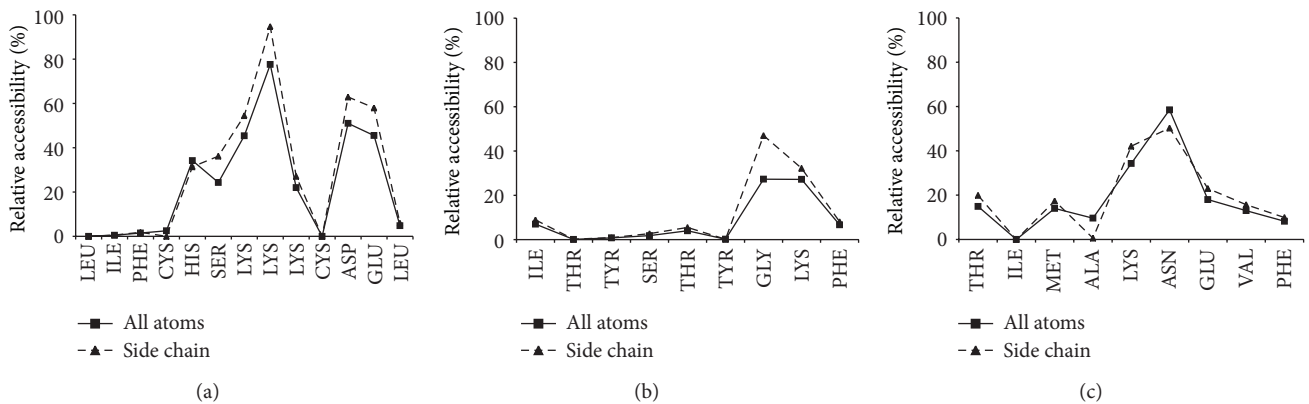 Relative accessibility (%)
100
80
60
40
20
0
LEU
ILE
PHE
CYS
HIS
SER
LYS
LYS
LYS
CYS
ASP
GLU
LEU
All atoms
Side chain
(a)
Relative accessibility (%)
100
80
60
40
20
0
ILE
THR
TYR
SER
THR
TYR
GLY
LYS
PHE
All atoms
Side chain
(b)
Relative accessibility (%)
100
80
60
40
20
0
THR
ILE
MET
ALA
LYS
ASN
GLU
VAL
PHE
All atoms
Side chain
(c)